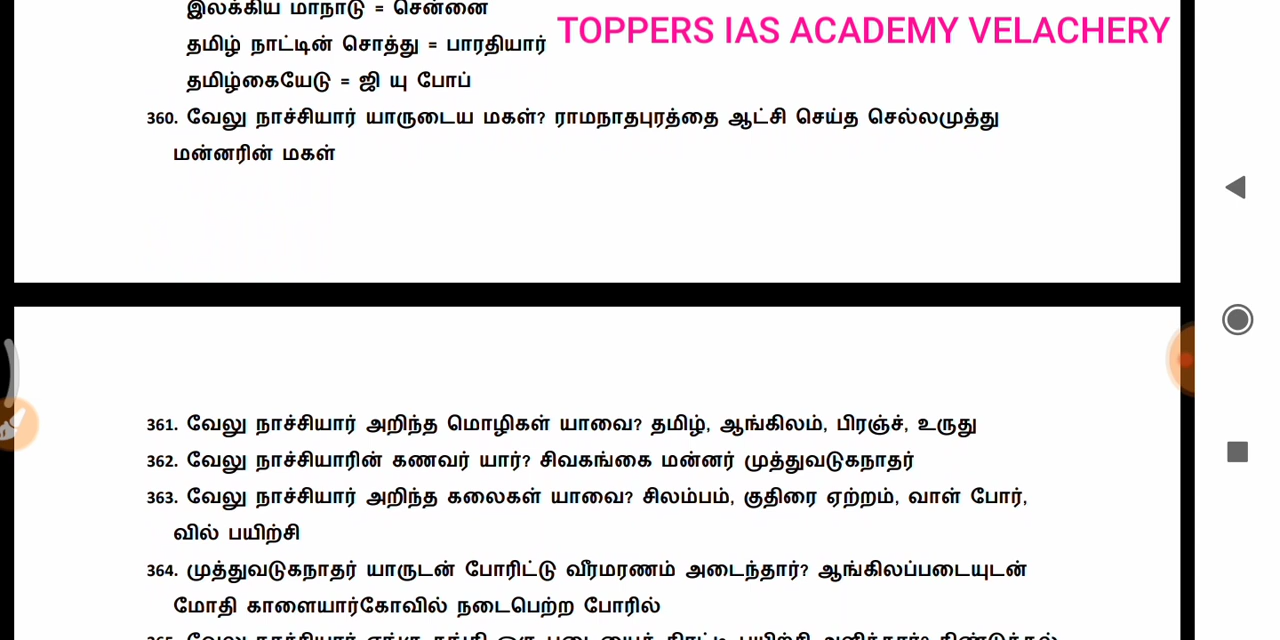 இலக்கிய மாநாடு = சென்னை
TOPPERS IAS ACADEMY VELACHERY
தமிழ் நாட்டின் சொத்து = பாரதியார்
தமிழ்கையேடு = ஜி யு போப்
360. வேலு நாச்சியார் யாருடைய மகள்? ராமநாதபுரத்தை ஆட்சி செய்த செல்லமுத்து
மன்னரின் மகள்
361. வேலு நாச்சியார் அறிந்த மொழிகள் யாவை? தமிழ், ஆங்கிலம், பிரஞ்ச், உருது
362. வேலு நாச்சியாரின் கணவர் யார்? சிவகங்கை மன்னர் முத்துவடுகநாதர்
363. வேலு நாச்சியார் அறிந்த கலைகள் யாவை? சிலம்பம், குதிரை ஏற்றம், வாள் போர்,
வில் பயிற்சி
364. முத்துவடுகநாதர் யாருடன் போரிட்டு வீரமரணம் அடைந்தார்? ஆங்கிலப்படையுடன்
மோதி காளையார்கோவில் நடைபெற்ற போரில்